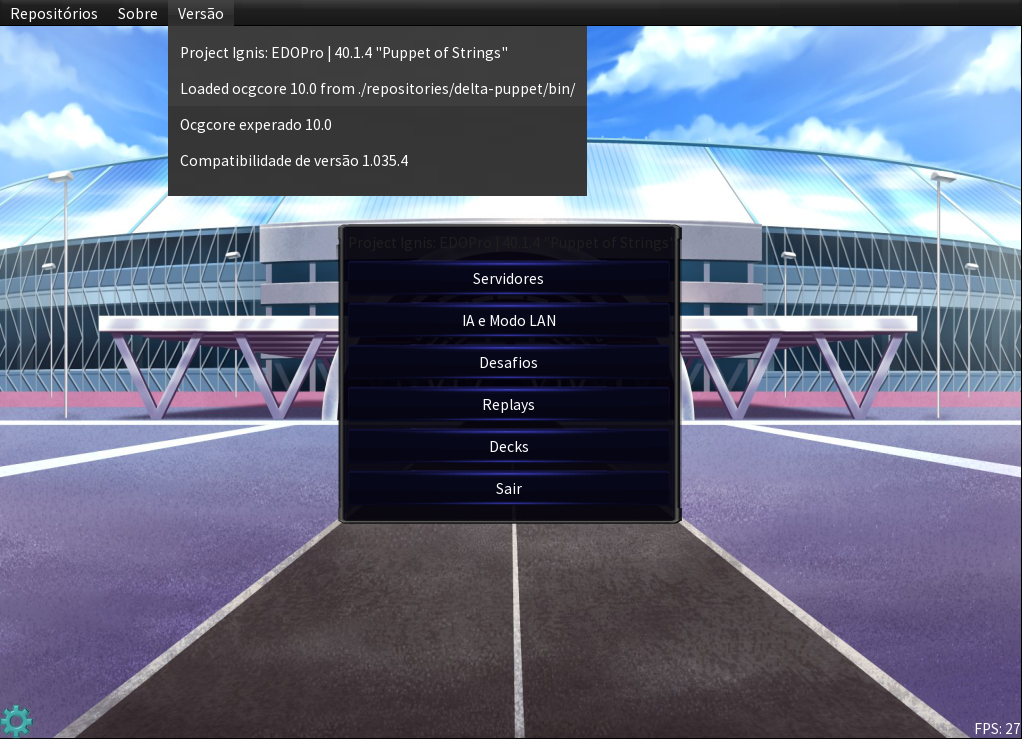 Repositórios Sobre Versão
Project Ignis: EDOPro | 40.1.4 "Puppet of Strings"
Loaded ocgcore 10.0 from ./repositories/delta-puppet/bin/
Ocgcore experado 10.0
Compatibilidade de versão 1.035.4
Project Ignis: EDOPro | 40.1.4 "Puppet of Strings"
Servidores
IA e Modo LAN
Desafios
Replays
Decks
Sair
FPS: 27